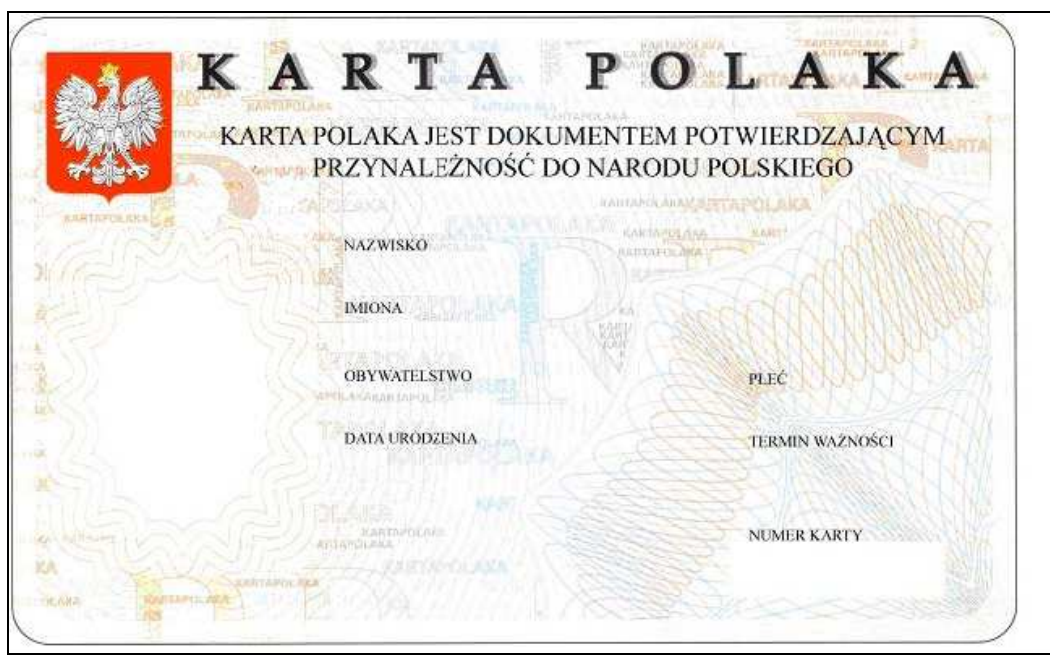 KARTA POLAKA
KARTA POLAKA JEST DOKUMENTEM POTWIERDZAJĄCYM
PRZYNALEŻNOŚĆ DO NARODU POLSKIEGO
NAZWISKO
IMIONA
OBYWATELSTWO
PŁEĆ
DATA URODZENIA
TERMIN WAŻNOŚCI
NUMER KARTY